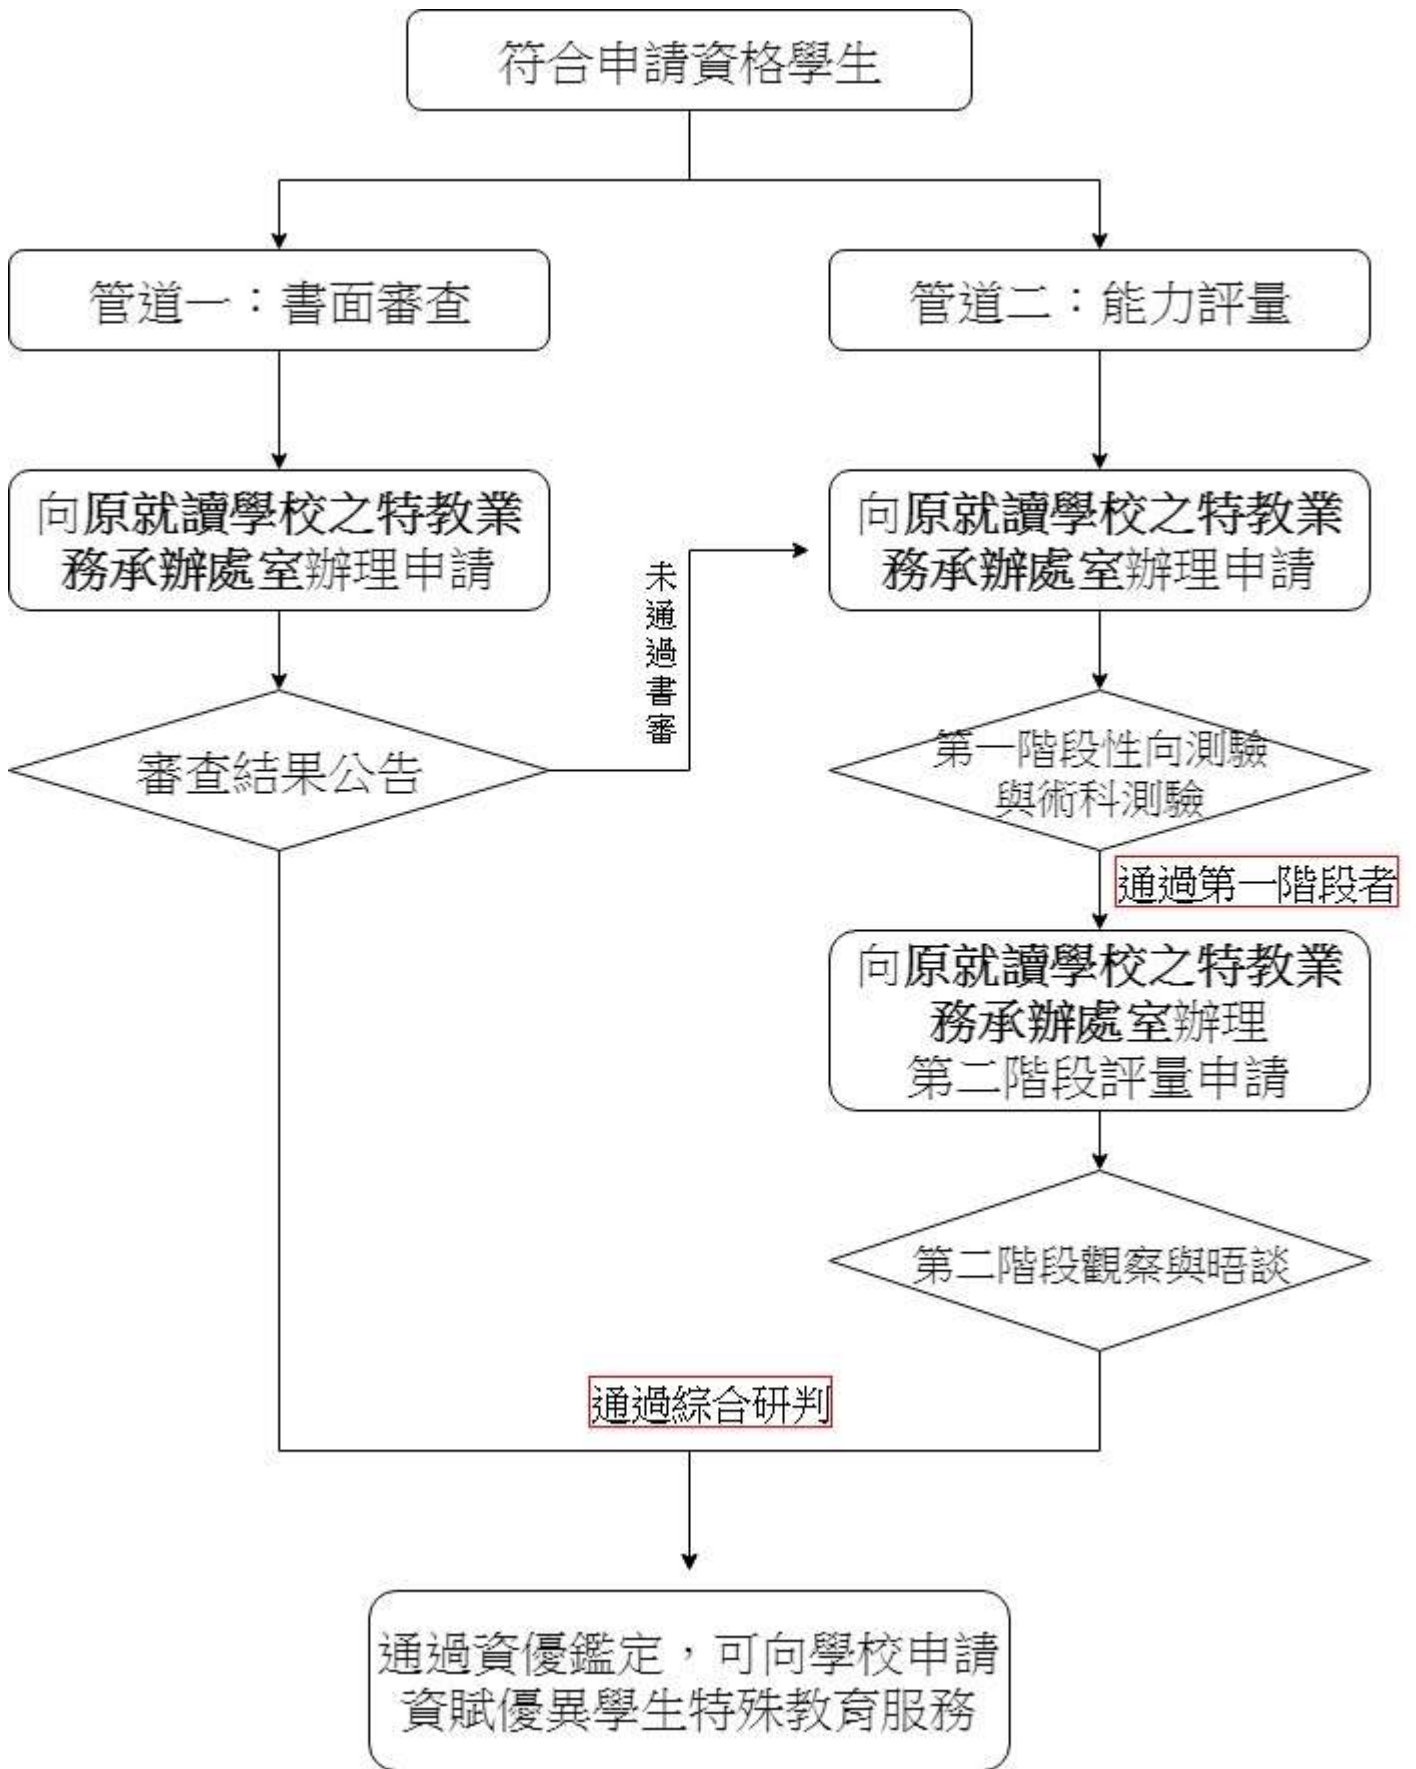 符合申請資格學生
管道一：書面審查
管道二：能力評量
向原就讀學校之特教業
務承辦處室辦理申請
向原就讀學校之特教業
務承辦處室辦理申請
未通過書審
審查結果公告
第一階段性向測驗
與術科測驗
通過第一階段者
向原就讀學校之特教業
務承辦處室辦理
第二階段評量申請
第二階段觀察與晤談
通過綜合研判
通過資優鑑定，可向學校申請
資賦優異學生特殊教育服務